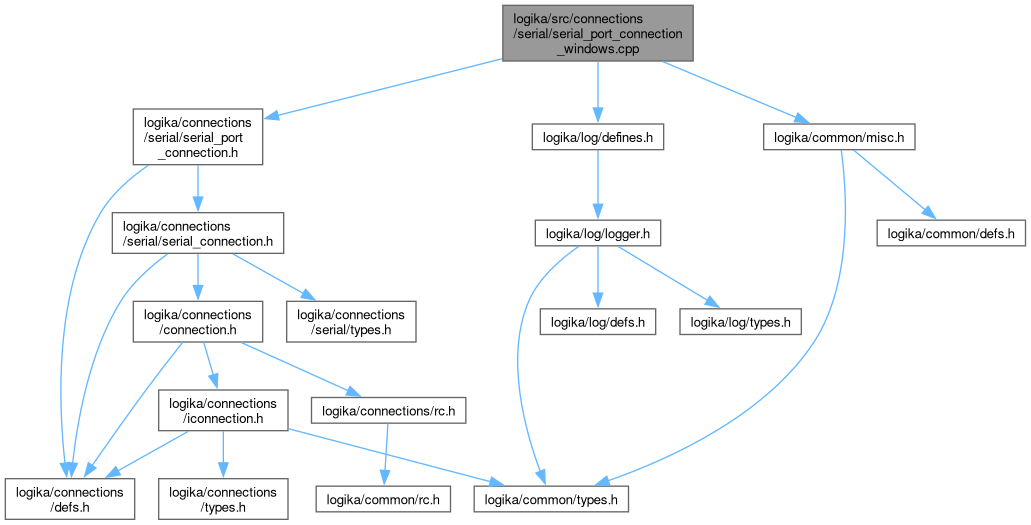 logika/src/connections
/serial/serial_port_connection
_windows.cpp
logika/connections
/serial/serial_port
_connection.h
logika/log/defines.h
logika/common/misc.h
logika/connections
/serial/serial_connection.h
logika/log/logger.h
logika/common/defs.h
logika/connections
/connection.h
logika/connections
/serial/types.h
logika/log/defs.h
logika/log/types.h
logika/connections
/iconnection.h
logika/connections/rc.h
logika/connections
/defs.h
logika/connections
/types.h
logika/common/rc.h
logika/common/types.h